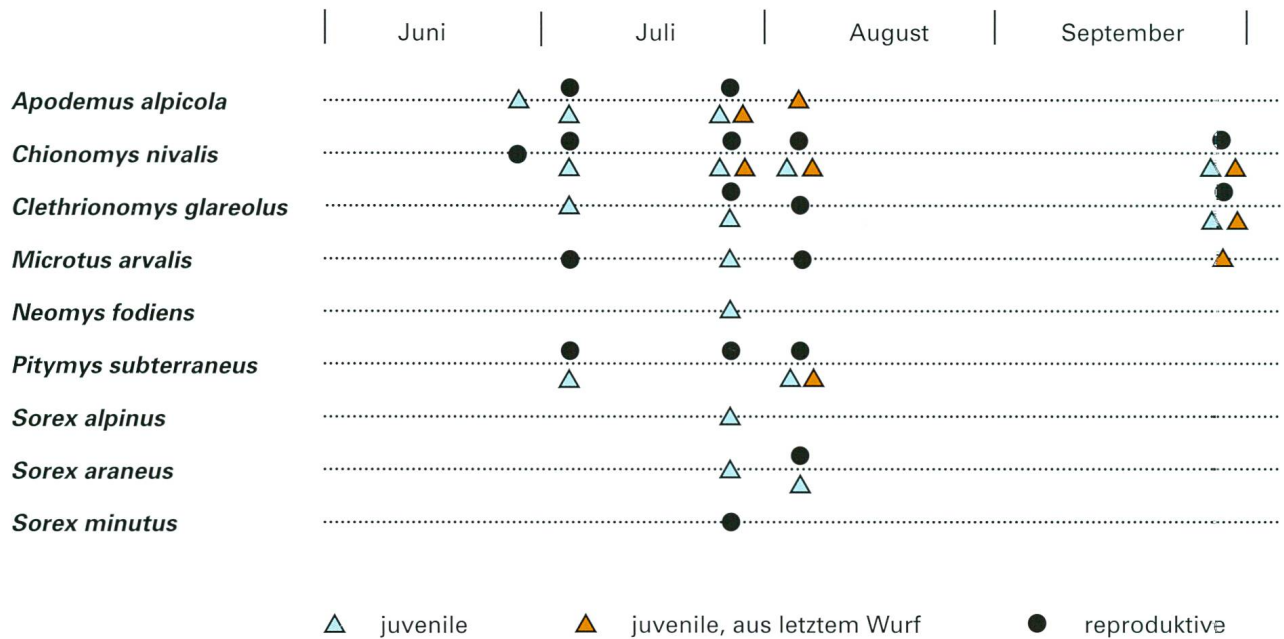 Juni Juli August September
Apodemus alpicola
Chionomys nivalis
Clethrionomys glareolus
Microtus arvalis
Neomys fodiens
Pitymys subterraneus
Sorex alpinus
Sorex araneus
Sorex minutus
juvenile juvenile, aus letztem Wurf reproduktive